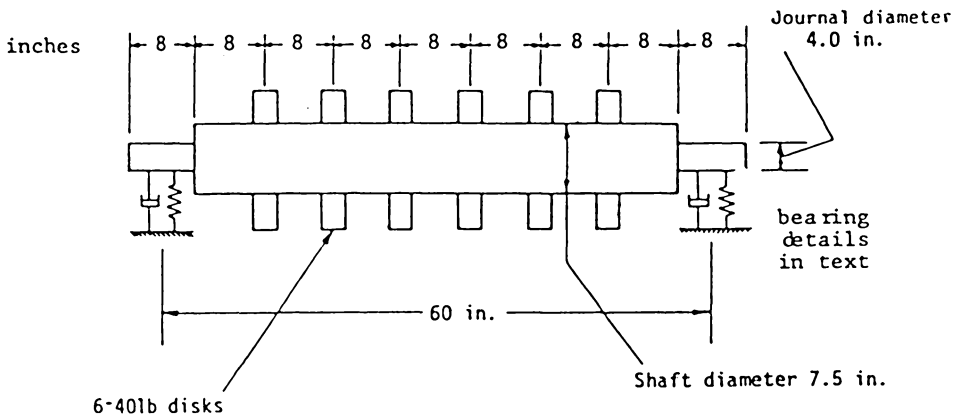 Journal diameter
4.0 in.
inches
8 8 8 8 8 8 8 8 8
bearing
details
in text
60 in.
Shaft diameter 7.5 in.
6-40lb disks